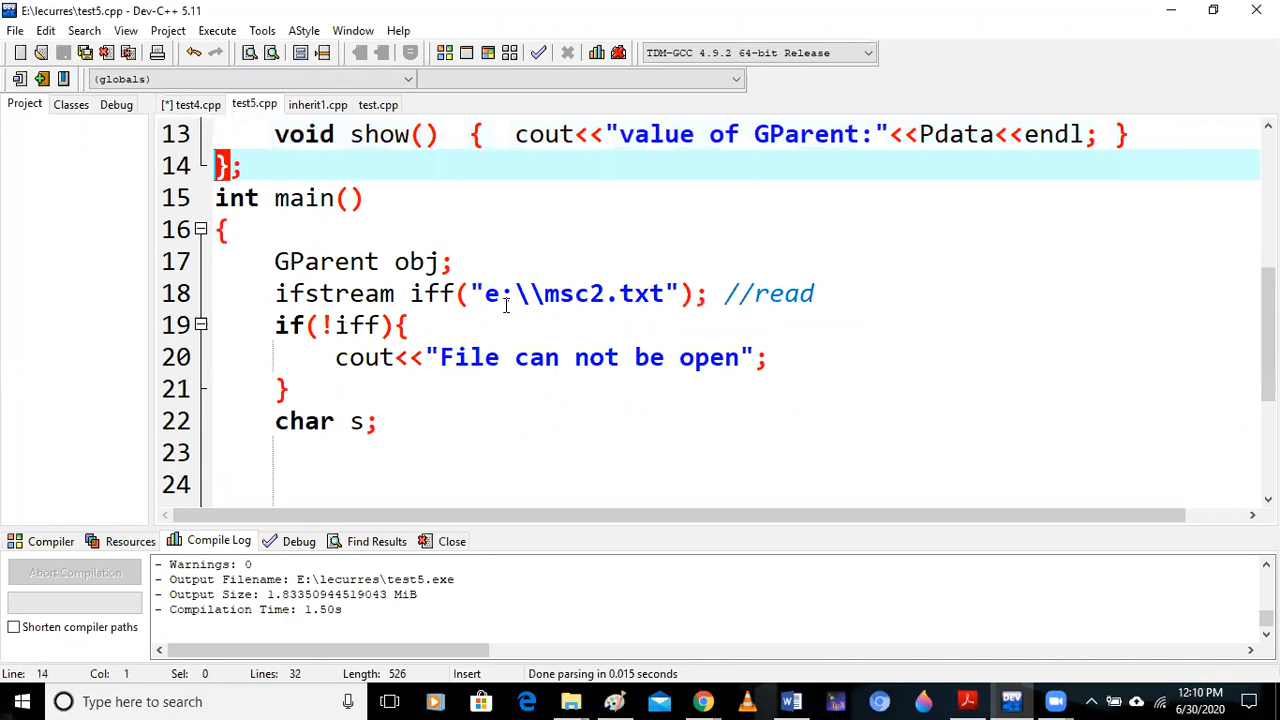 E:\lecurres\test5.cpp - Dev-C++ 5.11
File Edit Search View Project Execute Tools AStyle Window Help
TDM-GCC 4.9.2 64-bit Release
(globals)
Project Classes Debug [*] test4.cpp test5.cpp inherit1.cpp test.cpp
13 void show() { cout<<"value of GParent:"<<Pdata<<endl; }
14 };
15 int main()
16 {
17 GParent obj;
18 ifstream iff("e:\\msc2.txt"); //read
19 if(!iff){
20 cout<<"File can not be open";
21 }
22 char s;
23
24
Compiler Resources Compile Log Debug Find Results Close
Abort Compilation
Shorten compiler paths
- Warnings: 0
- Output Filename: E:\lecurres\test5.exe
- Output Size: 1.83350944519043 MiB
- Compilation Time: 1.50s
Line: 14 Col: 1 Sel: 0 Lines: 32 Length: 526 Insert Done parsing in 0.015 seconds
Type here to search
12:10 PM
6/30/2020